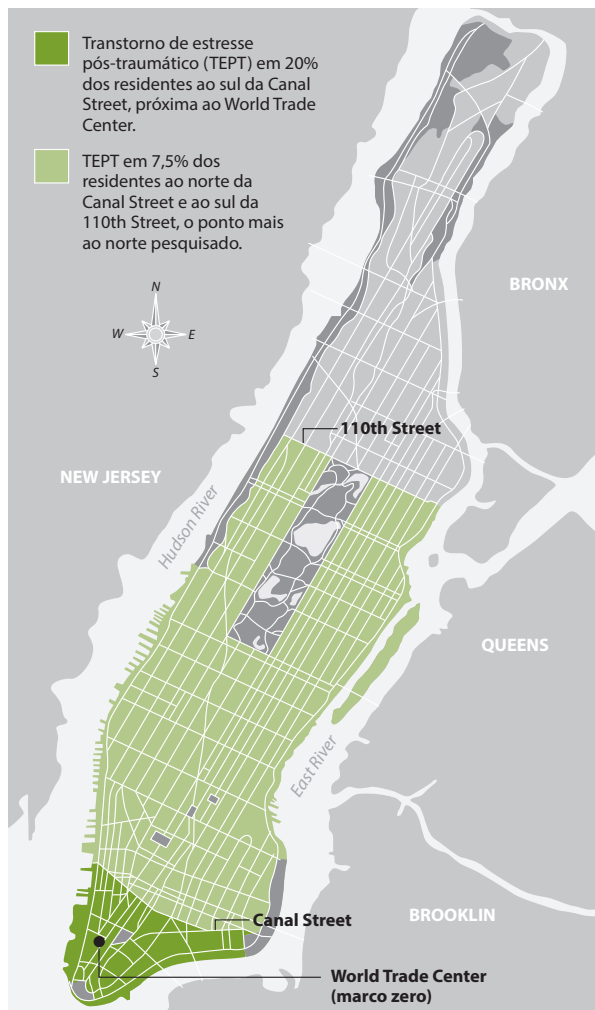 Transtorno de estresse
pós-traumático (TEPT) em 20%
dos residentes ao sul da Canal
Street, próxima ao World Trade
Center.
TEPT em 7,5% dos
residentes ao norte da
Canal Street e ao sul da
110th Street, o ponto mais
ao norte pesquisado.
N
W
E
S
BRONX
110th Street
NEW JERSEY
Hudson River
QUEENS
East River
Canal Street
BROOKLIN
World Trade Center
(marco zero)